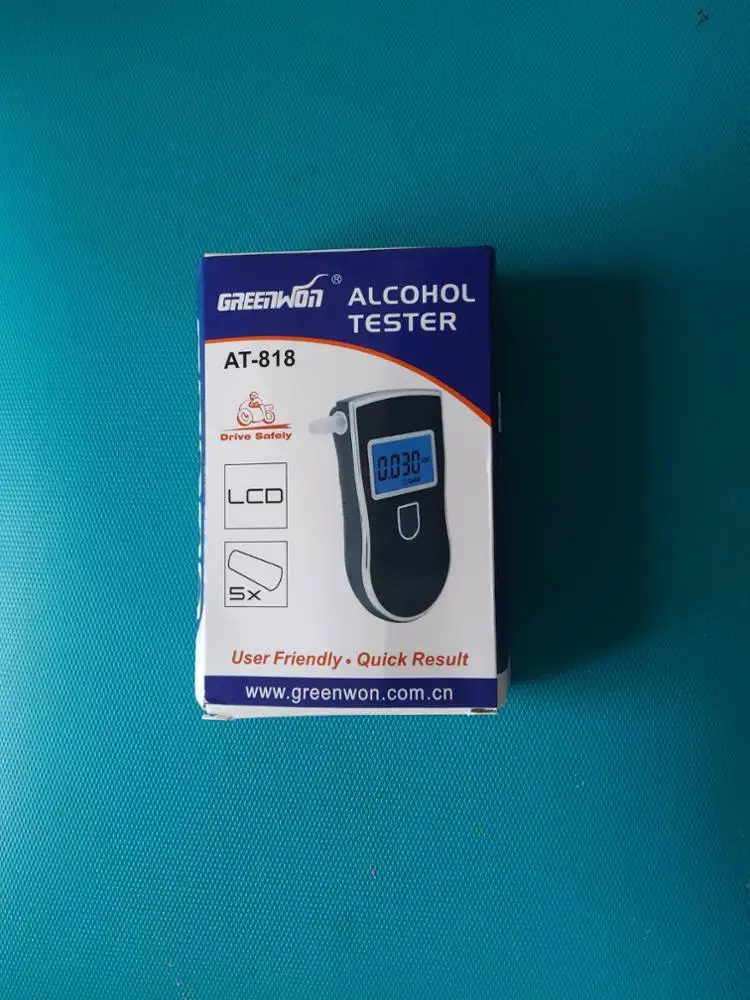 GREENWON®
ALCOHOL
TESTER
AT-818
Drive Safely
0.030
LCD
5x
User Friendly • Quick Result
www.greenwon.com.cn